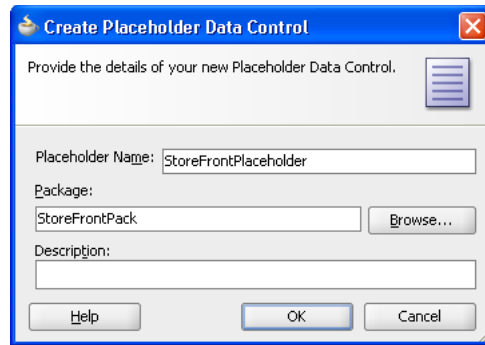 Create Placeholder Data Control
Provide the details of your new Placeholder Data Control.
Placeholder Name: StoreFrontPlaceholder
Package:
StoreFrontPack Browse...
Description:
Help OK Cancel